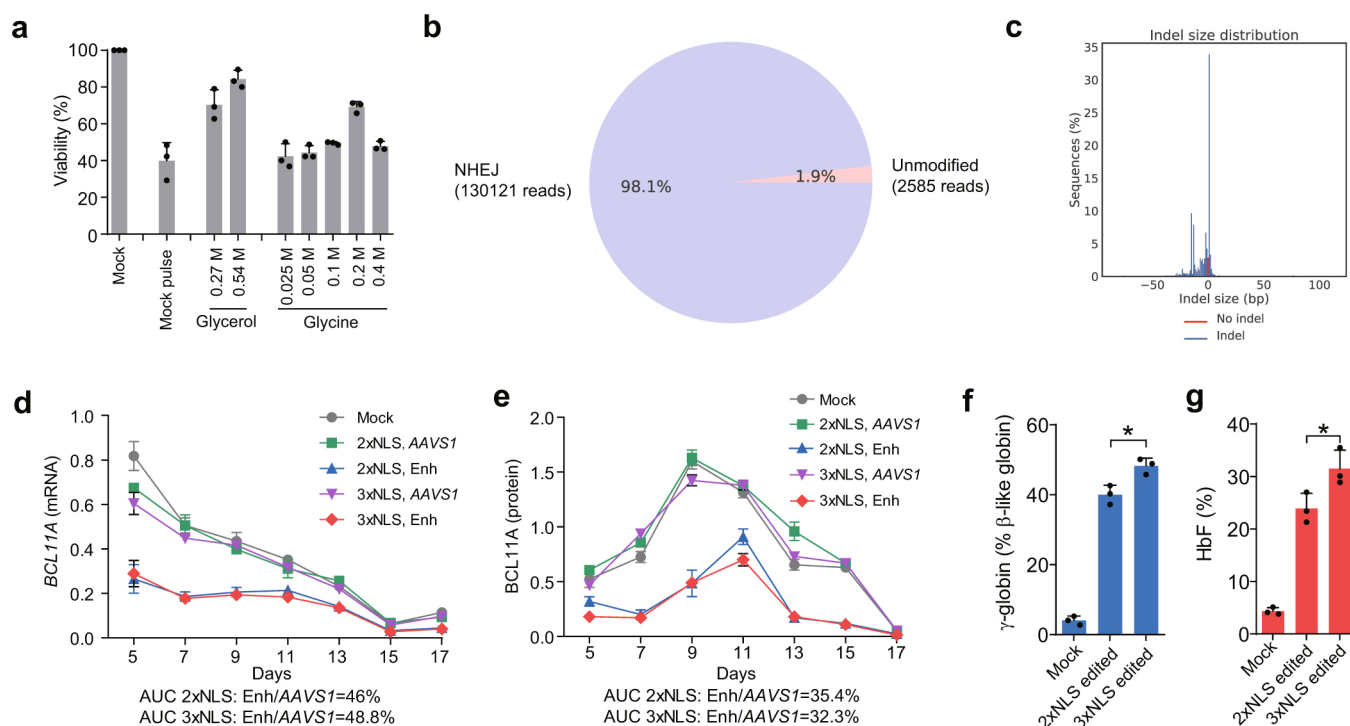 a
Viability (%)
100
80
60
40
20
0
Mock
Mock pulse
0.27 M
0.54 M
0.025 M
0.05 M
0.1 M
0.2 M
0.4 M
Glycerol
Glycine
b
NHEJ
(130121 reads)
98.1%
1.9%
Unmodified
(2585 reads)
c
Indel size distribution
Sequences (%)
35
30
25
20
15
10
5
0
−50
0
50
100
Indel size (bp)
No indel
Indel
d
BCL11A (mRNA)
1.0
0.8
0.6
0.4
0.2
0.0
Mock
2xNLS, AAVS1
2xNLS, Enh
3xNLS, AAVS1
3xNLS, Enh
5 7 9 11 13 15 17
Days
AUC 2xNLS: Enh/AAVS1=46%
AUC 3xNLS: Enh/AAVS1=48.8%
e
BCL11A (protein)
2.0
1.5
1.0
0.5
0.0
Mock
2xNLS, AAVS1
2xNLS, Enh
3xNLS, AAVS1
3xNLS, Enh
5 7 9 11 13 15 17
Days
AUC 2xNLS: Enh/AAVS1=35.4%
AUC 3xNLS: Enh/AAVS1=32.3%
f
γ-globin (% β-like globin)
60
40
20
0
*
Mock
2xNLS edited
3xNLS edited
g
HbF (%)
40
30
20
10
0
*
Mock
2xNLS edited
3xNLS edited